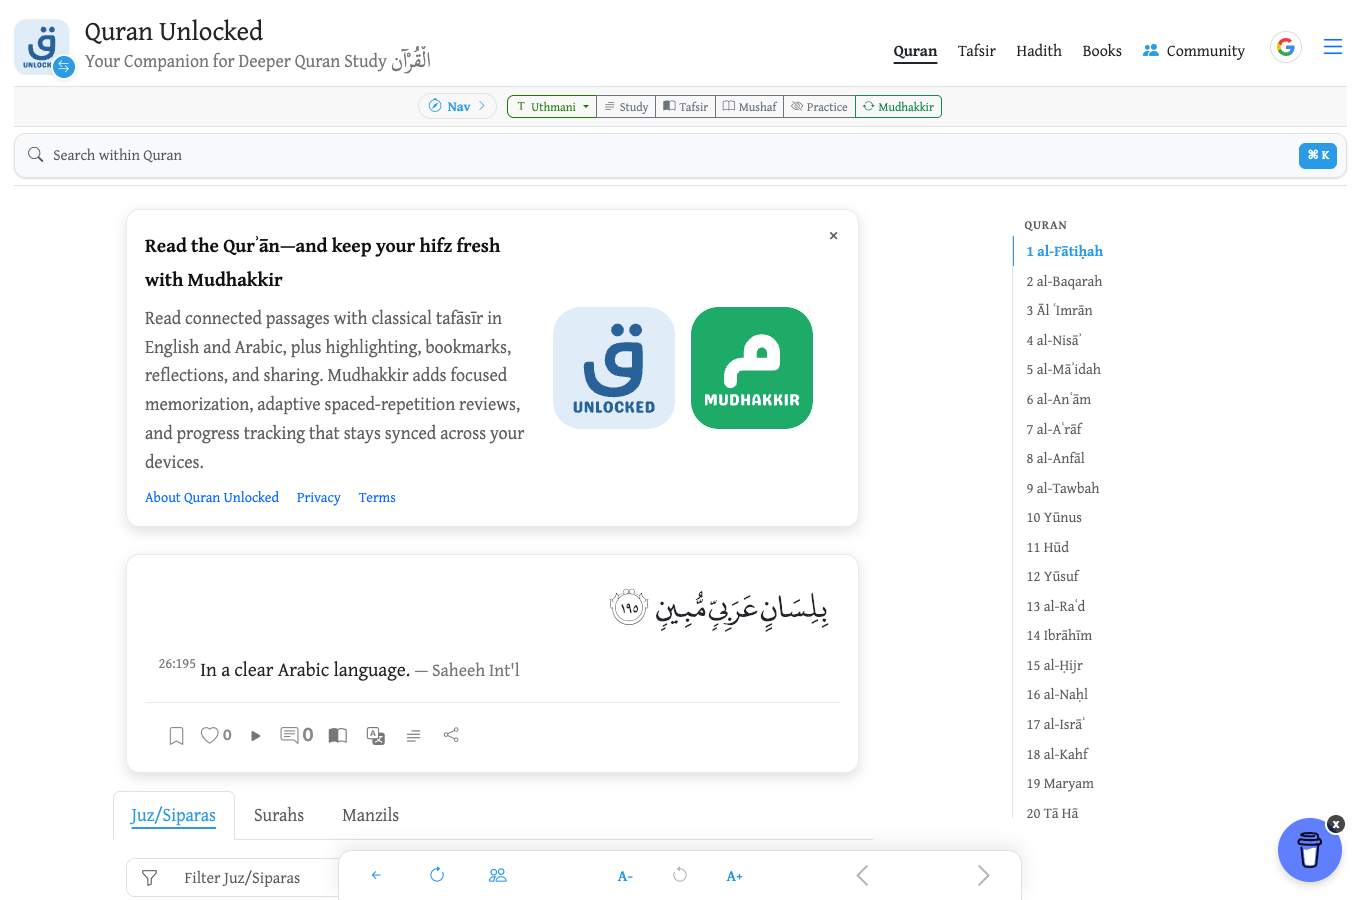 ق
UNLOCKED
Quran Unlocked
Your Companion for Deeper Quran Study الْقُرْآن
Quran Tafsir Hadith Books Community
Nav T Uthmani Study Tafsir Mushaf Practice Mudhakkir
Search within Quran ⌘ K
Read the Qurʾān—and keep your hifz fresh
with Mudhakkir
×
Read connected passages with classical tafāsīr in
English and Arabic, plus highlighting, bookmarks,
reflections, and sharing. Mudhakkir adds focused
memorization, adaptive spaced-repetition reviews,
and progress tracking that stays synced across your
devices.
About Quran Unlocked Privacy Terms
ق
UNLOCKED
م
MUDHAKKIR
بِلِسَانٍ عَرَبِيٍّ مُّبِينٍ ١٩٥
26:195 In a clear Arabic language. — Saheeh Int'l
0 0
Juz/Siparas Surahs Manzils
Filter Juz/Siparas
A- A+
QURAN
1 al-Fātiḥah
2 al-Baqarah
3 Āl ʿImrān
4 al-Nisāʾ
5 al-Māʾidah
6 al-Anʿām
7 al-Aʿrāf
8 al-Anfāl
9 al-Tawbah
10 Yūnus
11 Hūd
12 Yūsuf
13 al-Raʿd
14 Ibrāhīm
15 al-Ḥijr
16 al-Naḥl
17 al-Isrāʾ
18 al-Kahf
19 Maryam
20 Tā Hā
x